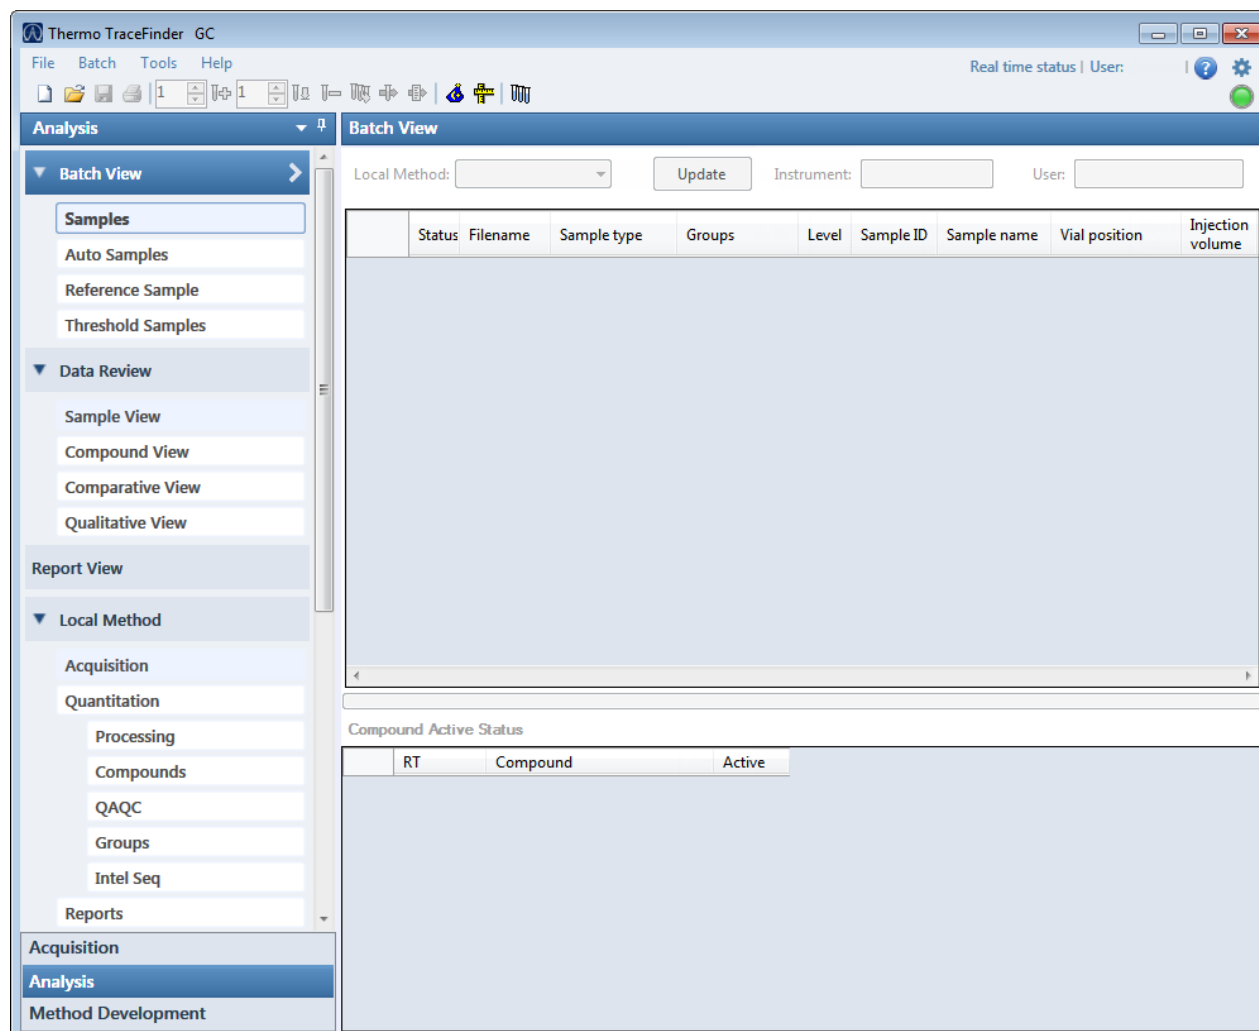 Thermo TraceFinder GC
File Batch Tools Help
Real time status | User: |
1 1
Analysis
Batch View
Samples
Auto Samples
Reference Sample
Threshold Samples
Data Review
Sample View
Compound View
Comparative View
Qualitative View
Report View
Local Method
Acquisition
Quantitation
Processing
Compounds
QAQC
Groups
Intel Seq
Reports
Acquisition
Analysis
Method Development
Batch View
Local Method: Update Instrument: User:
Status Filename Sample type Groups Level Sample ID Sample name Vial position Injection volume
Compound Active Status
RT Compound Active